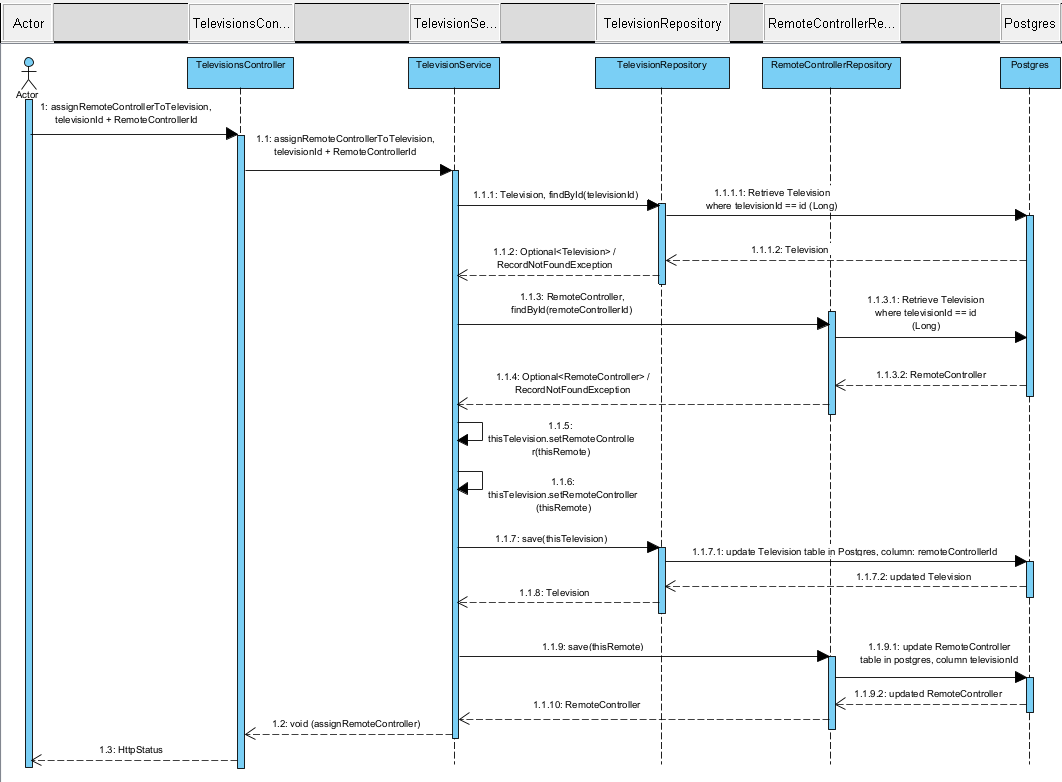 Actor
TelevisionsCon...
TelevisionSe...
TelevisionRepository
RemoteControllerRe...
Postgres
TelevisionsController
TelevisionService
TelevisionRepository
RemoteControllerRepository
Postgres
Actor
1: assignRemoteControllerToTelevision,
televisionId + RemoteControllerId
1.1: assignRemoteControllerToTelevision,
televisionId + RemoteControllerId
1.1.1: Television, findById(televisionId)
1.1.1.1: Retrieve Television
where televisionId == id (Long)
1.1.1.2: Television
1.1.2: Optional<Television> /
RecordNotFoundException
1.1.3: RemoteController,
findById(remoteControllerId)
1.1.3.1: Retrieve Television
where televisionId == id
(Long)
1.1.3.2: RemoteController
1.1.4: Optional<RemoteController> /
RecordNotFoundException
1.1.5:
thisTelevision.setRemoteControlle
r(thisRemote)
1.1.6:
thisTelevision.setRemoteController
(thisRemote)
1.1.7: save(thisTelevision)
1.1.7.1: update Television table in Postgres, column: remoteControllerId
1.1.7.2: updated Television
1.1.8: Television
1.1.9: save(thisRemote)
1.1.9.1: update RemoteController
table in postgres, column televisionId
1.1.9.2: updated RemoteController
1.1.10: RemoteController
1.2: void (assignRemoteController)
1.3: HttpStatus